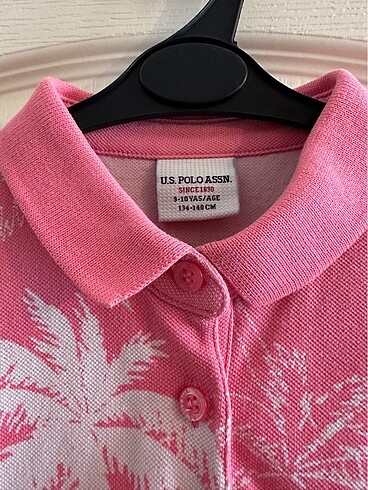 U.S. POLO ASSN.
SINCE 1890
9-10 YAS/AGE
134-140 CM